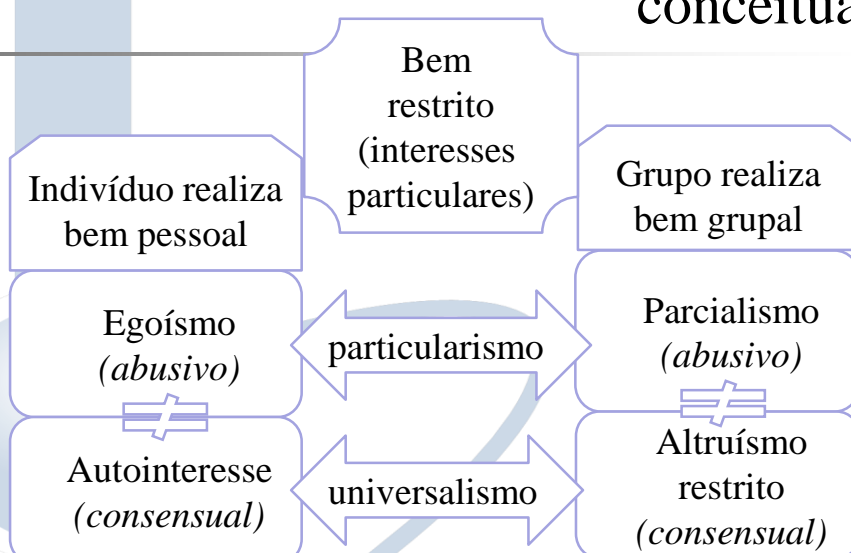 Bem
restrito
(interesses
particulares)
Indivíduo realiza
bem pessoal
Grupo realiza
bem grupal
Egoísmo
(abusivo)
particularismo
Parcialismo
(abusivo)
Autointeresse
(consensual)
universalismo
Altruísmo
restrito
(consensual)